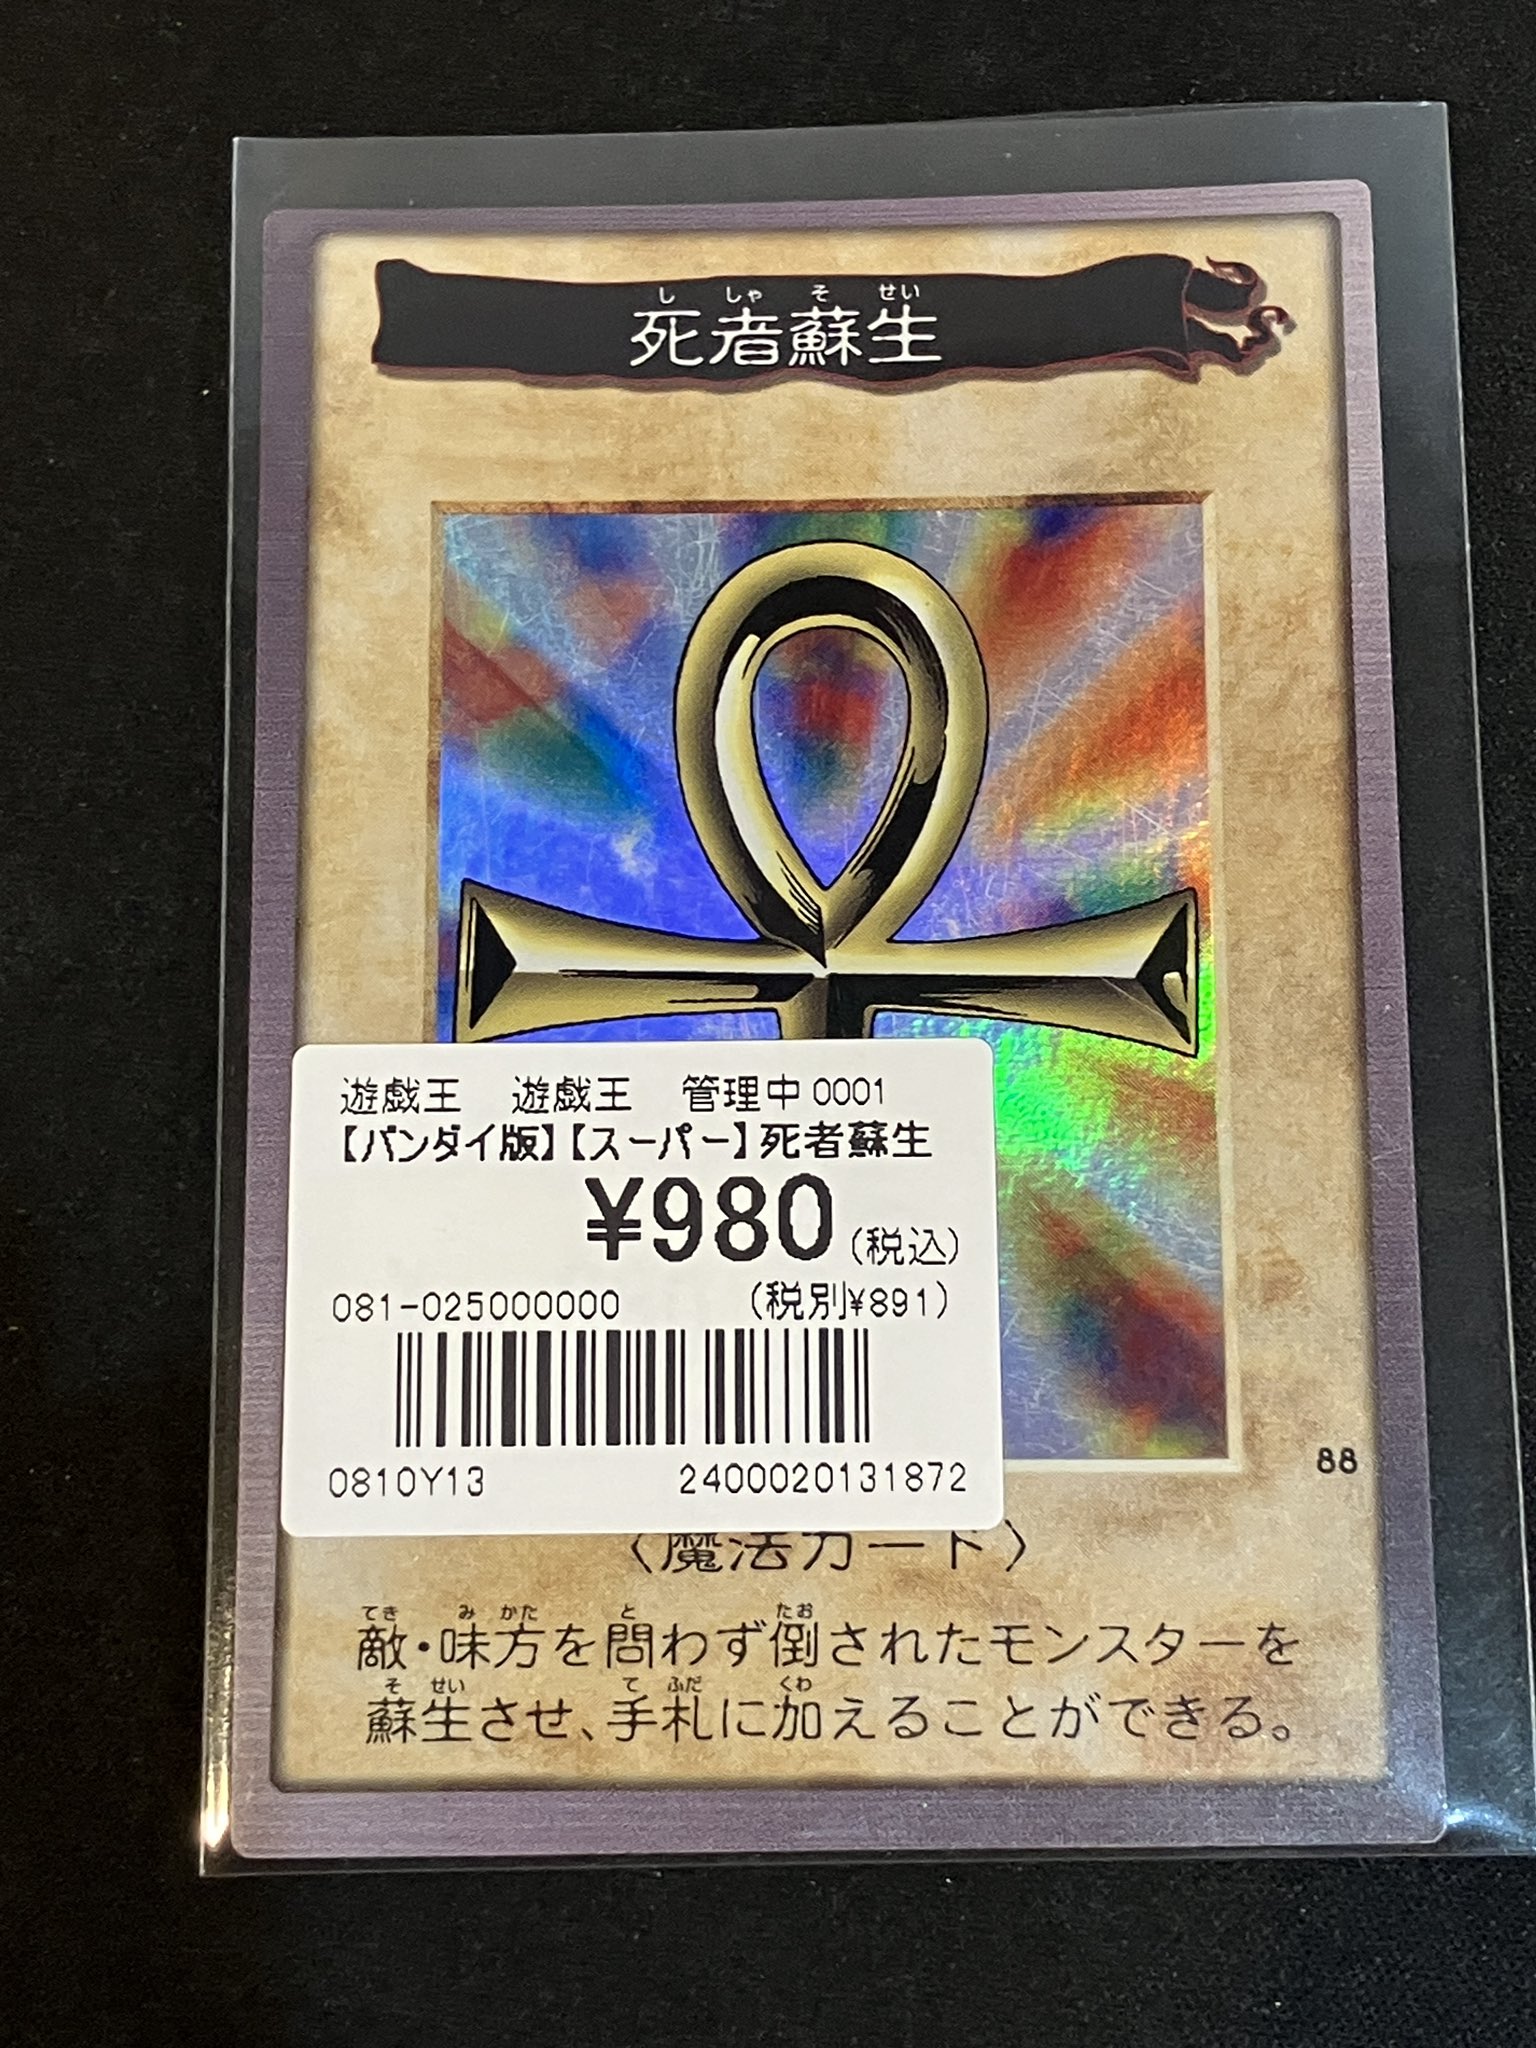 し しゃ そ せい
死者蘇生
遊戯王 遊戯王 管理中0001
【バンダイ版】【スーパー】死者蘇生
¥980(税込)
081-025000000 (税別¥891)
0810Y13 2400020131872
88
〈魔法カード〉
てき み かた と たお
敵・味方を問わず倒されたモンスターを
そ せい て ふだ くわ
蘇生させ、手札に加えることができる。